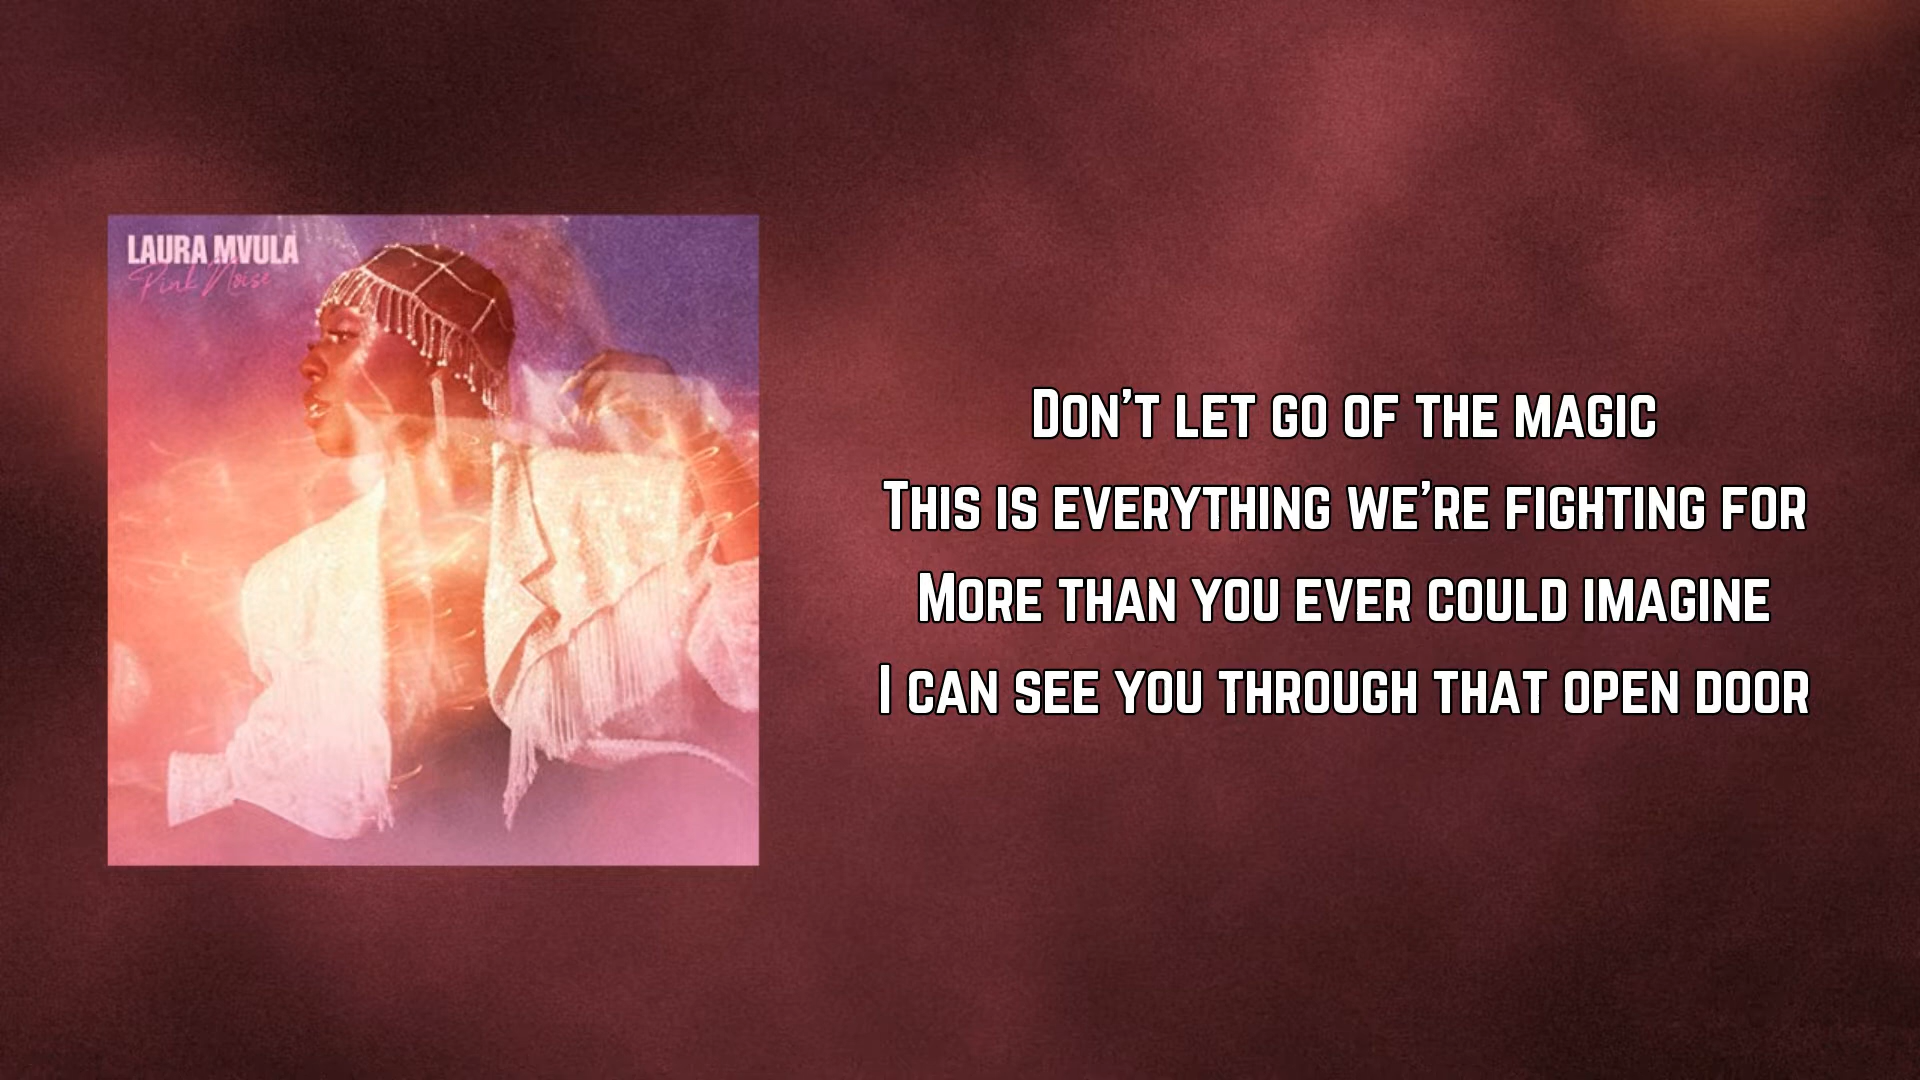 LAURA MVULA
Pink Noise
Don't let go of the magic
This is everything we're fighting for
More than you ever could imagine
I can see you through that open door